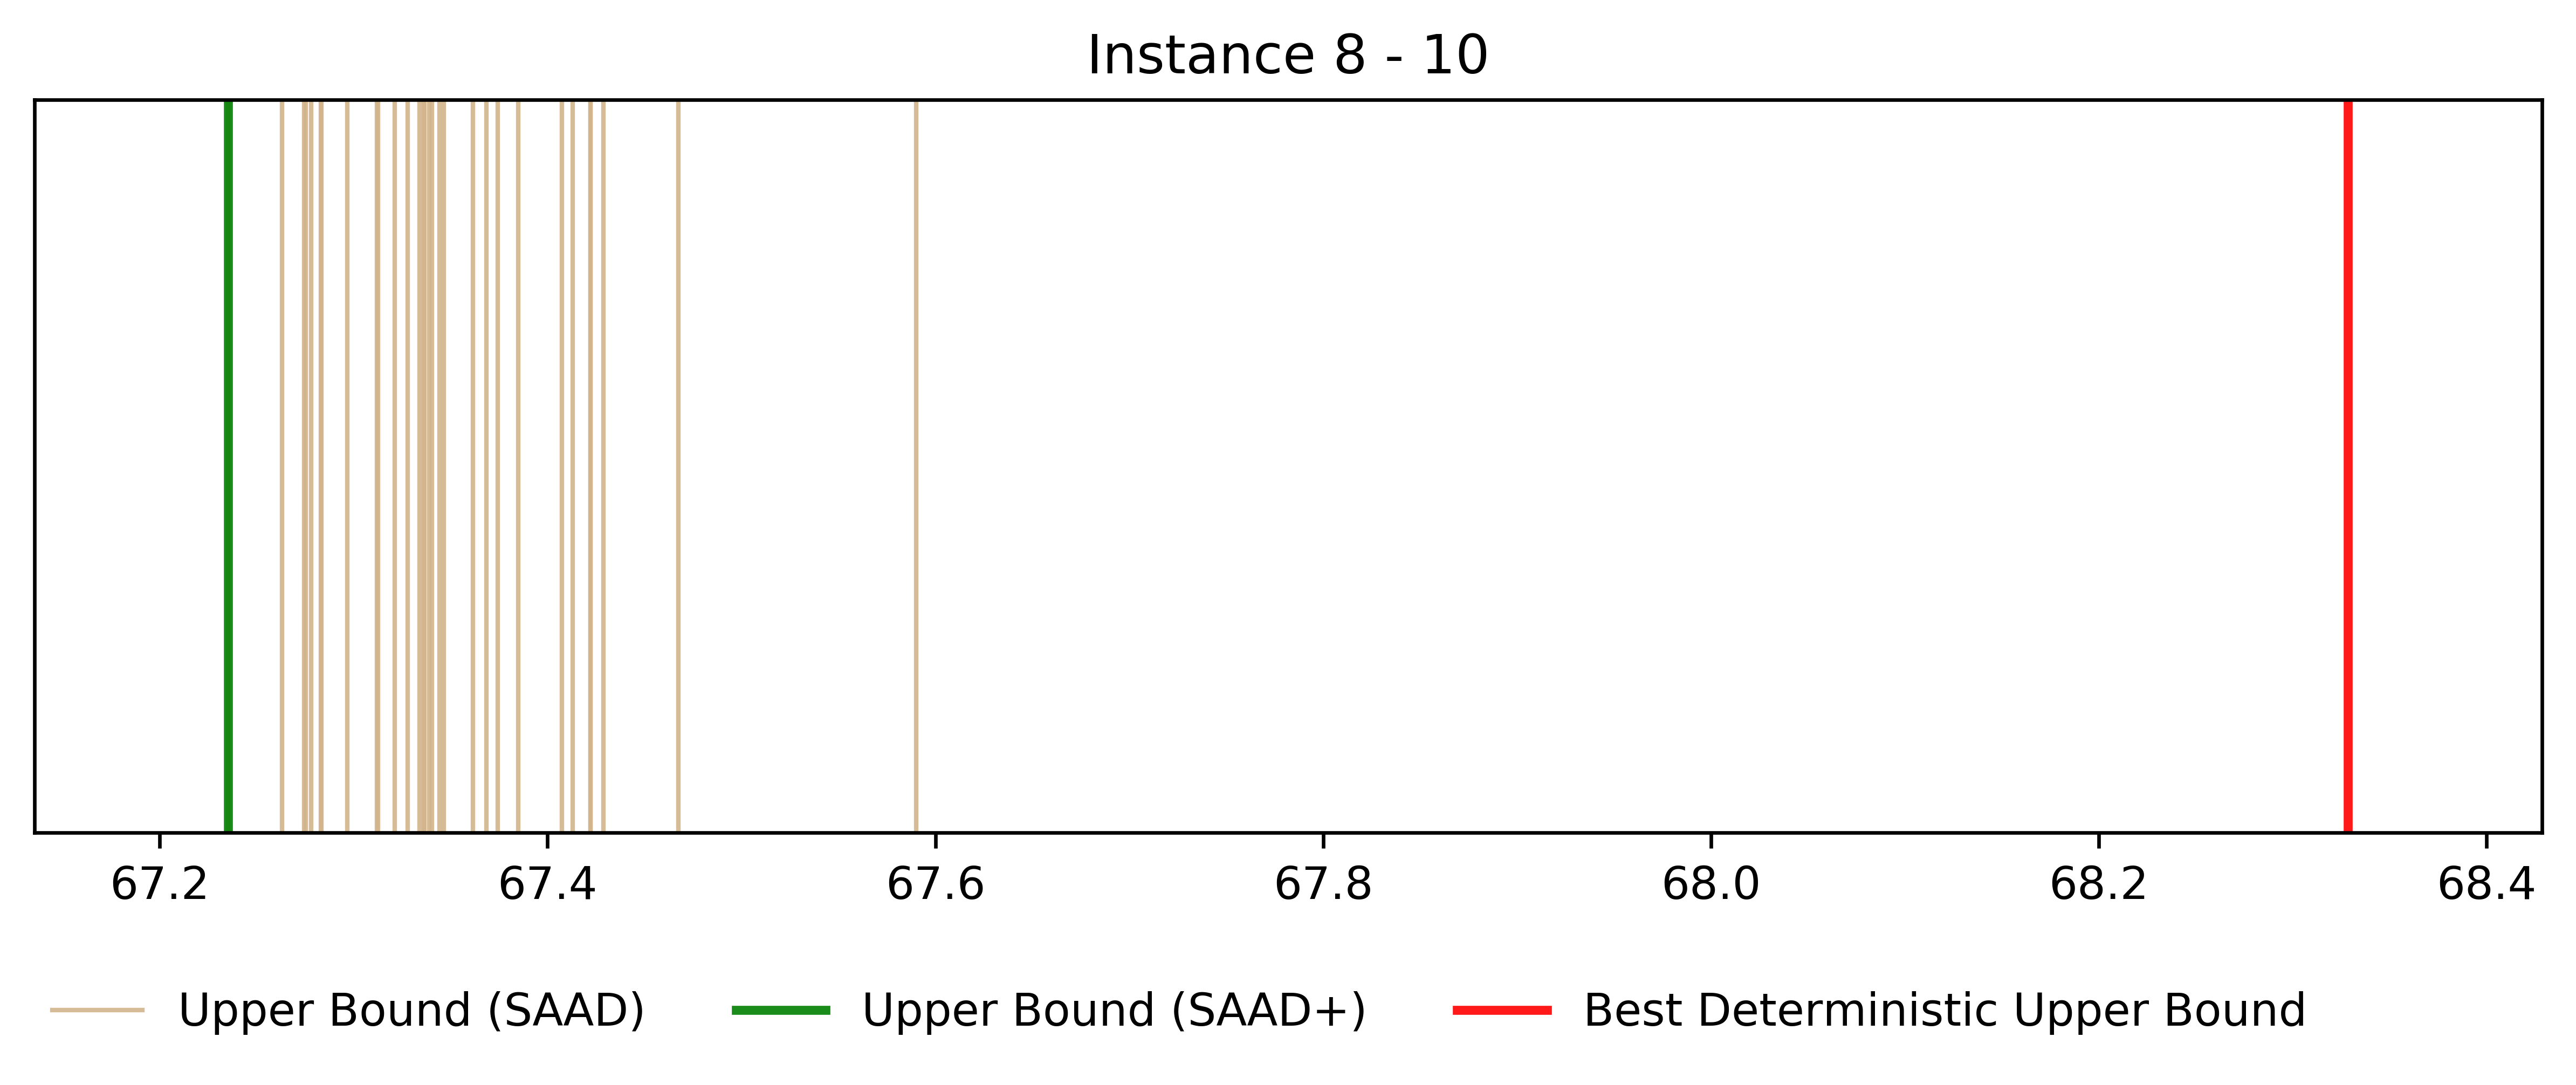 Instance 8 - 10
67.2 67.4 67.6 67.8 68.0 68.2 68.4
Upper Bound (SAAD) Upper Bound (SAAD+) Best Deterministic Upper Bound